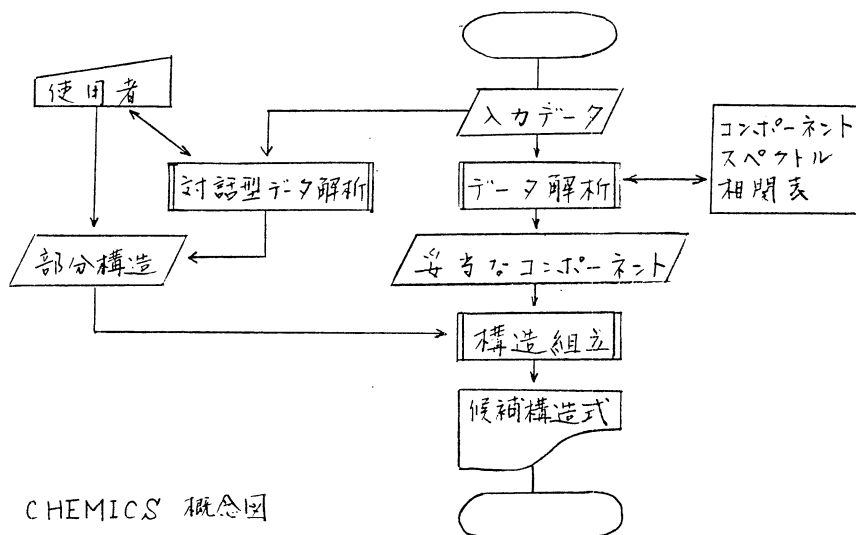 使用者
入力データ
コンポーネント
スペクトル
相関表
対話型データ解析
データ解析
部分構造
妥当なコンポーネント
構造組立
候補構造式
CHEMICS 概念図